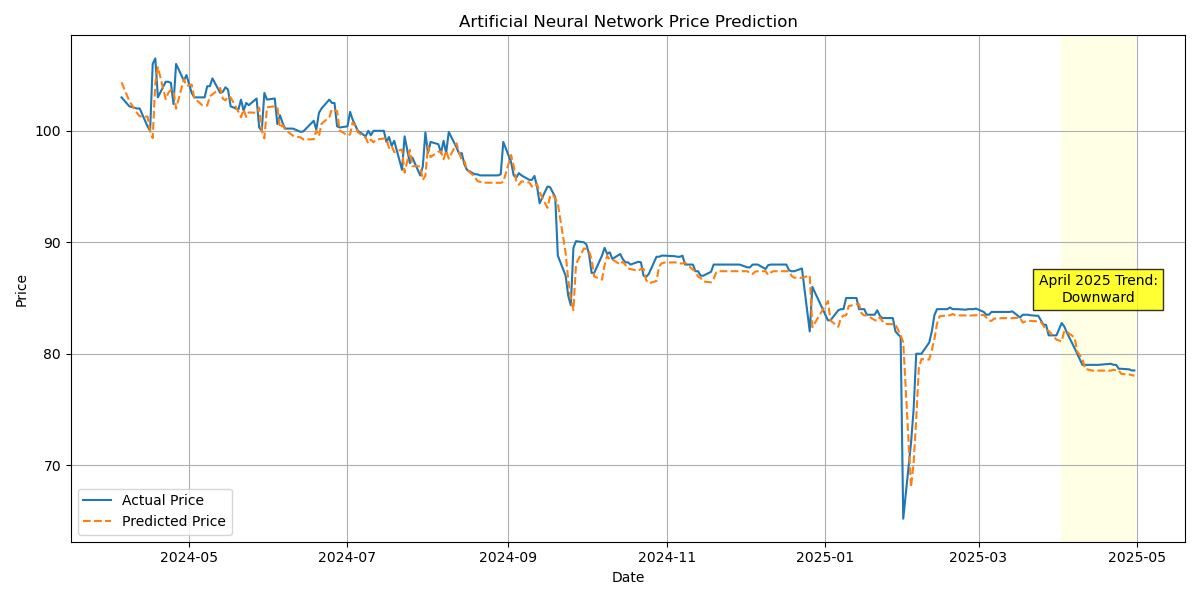 Artificial Neural Network Price Prediction
Price
100
90
80
70
April 2025 Trend:
Downward
Actual Price
Predicted Price
2024-05
2024-07
2024-09
2024-11
2025-01
2025-03
2025-05
Date